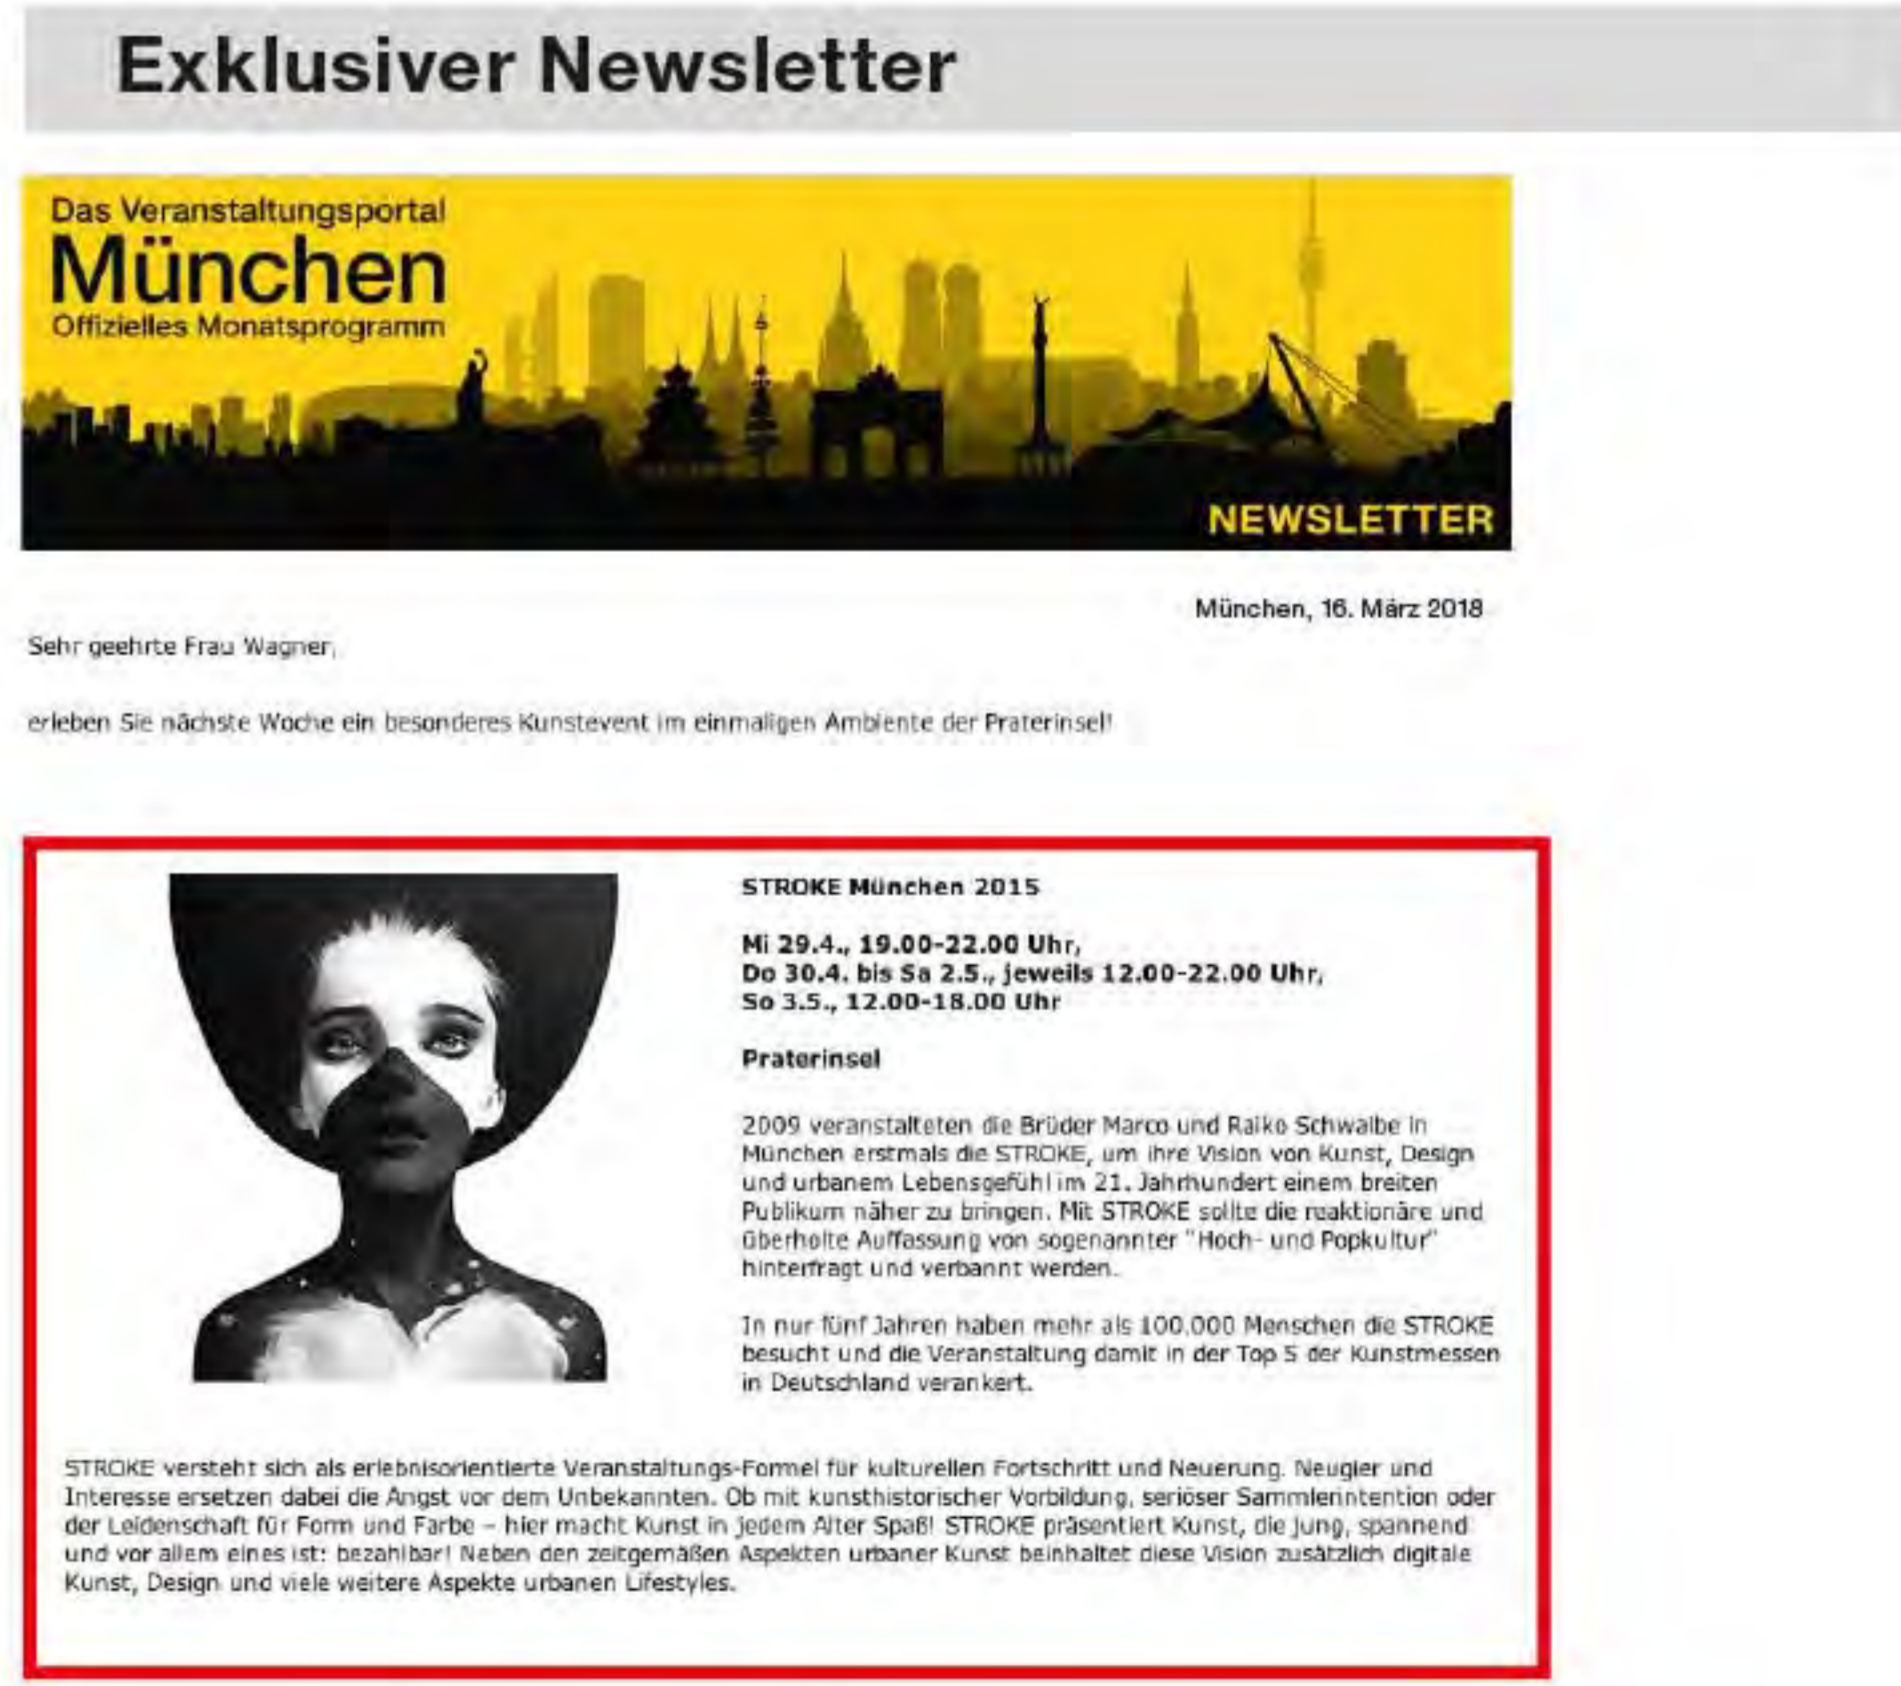 Exklusiver Newsletter
Das Veranstaltungsportal
München
Offizielles Monatsprogramm
NEWSLETTER
München, 16. März 2018
Sehr geehrte Frau Wagner,
erleben Sie nächste Woche ein besonderes Kunstevent im einmaligen Ambiente der Praterinsel!
STROKE München 2015
Mi 29.4., 19.00-22.00 Uhr,
Do 30.4. bis Sa 2.5., jeweils 12.00-22.00 Uhr,
So 3.5., 12.00-18.00 Uhr
Praterinsel
2009 veranstalteten die Brüder Marco und Raiko Schwalbe in
München erstmals die STROKE, um ihre Vision von Kunst, Design
und urbanem Lebensgefühl im 21. Jahrhundert einem breiten
Publikum näher zu bringen. Mit STROKE sollte die reaktionäre und
überholte Auffassung von sogenannter "Hoch- und Popkultur"
hinterfragt und verbannt werden.
In nur fünf Jahren haben mehr als 100.000 Menschen die STROKE
besucht und die Veranstaltung damit in der Top 5 der Kunstmessen
in Deutschland verankert.
STROKE versteht sich als erlebnisorientierte Veranstaltungs-Formel für kulturellen Fortschritt und Neuerung. Neugier und
Interesse ersetzen dabei die Angst vor dem Unbekannten. Ob mit kunsthistorischer Vorbildung, seriöser Sammlerintention oder
der Leidenschaft für Form und Farbe – hier macht Kunst in jedem Alter Spaß! STROKE präsentiert Kunst, die jung, spannend
und vor allem eines ist: bezahlbar! Neben den zeitgemäßen Aspekten urbaner Kunst beinhaltet diese Vision zusätzlich digitale
Kunst, Design und viele weitere Aspekte urbanen Lifestyles.